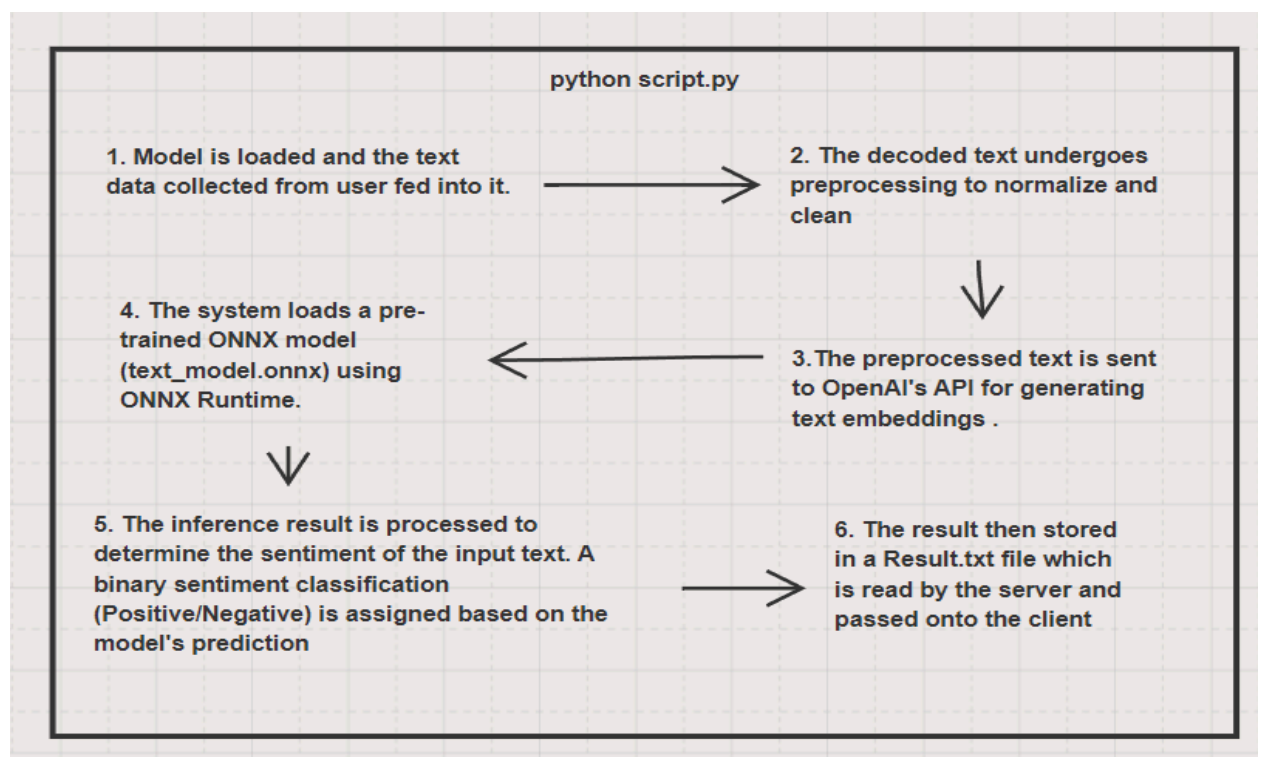 python script.py
1. Model is loaded and the text
data collected from user fed into it.
2. The decoded text undergoes
preprocessing to normalize and
clean
3.The preprocessed text is sent
to OpenAI's API for generating
text embeddings .
4. The system loads a pre-
trained ONNX model
(text_model.onnx) using
ONNX Runtime.
5. The inference result is processed to
determine the sentiment of the input text. A
binary sentiment classification
(Positive/Negative) is assigned based on the
model's prediction
6. The result then stored
in a Result.txt file which
is read by the server and
passed onto the client